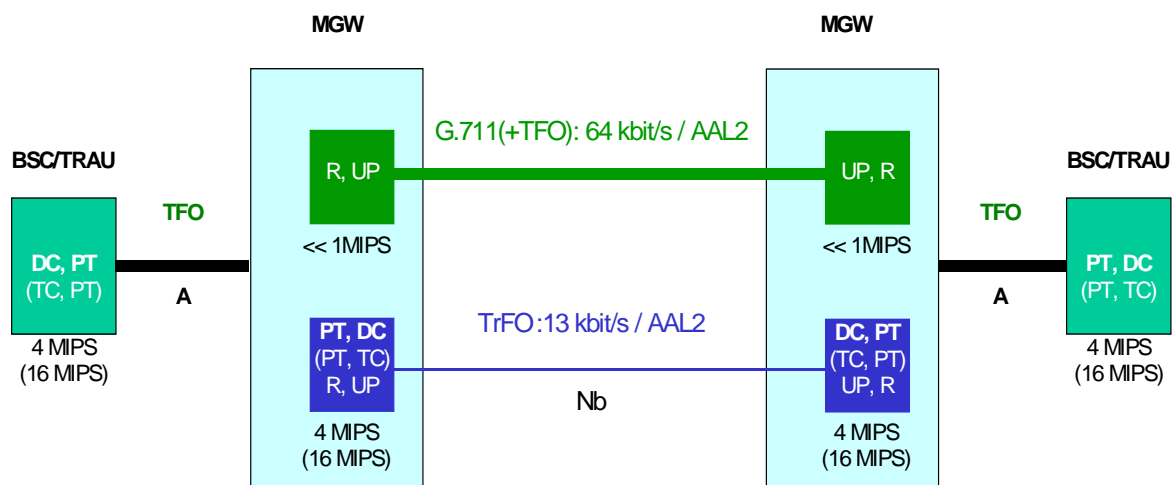 MGW
MGW
G.711(+TFO): 64 kbit/s / AAL2
BSC/TRAU
BSC/TRAU
R, UP
UP, R
TFO
TFO
<< 1MIPS
<< 1MIPS
DC, PT
(TC, PT)
PT, DC
(PT, TC)
A
A
TrFO:13 kbit/s / AAL2
PT, DC
(PT, TC)
R, UP
DC, PT
(TC, PT)
UP, R
4 MIPS
(16 MIPS)
4 MIPS
(16 MIPS)
Nb
4 MIPS
(16 MIPS)
4 MIPS
(16 MIPS)